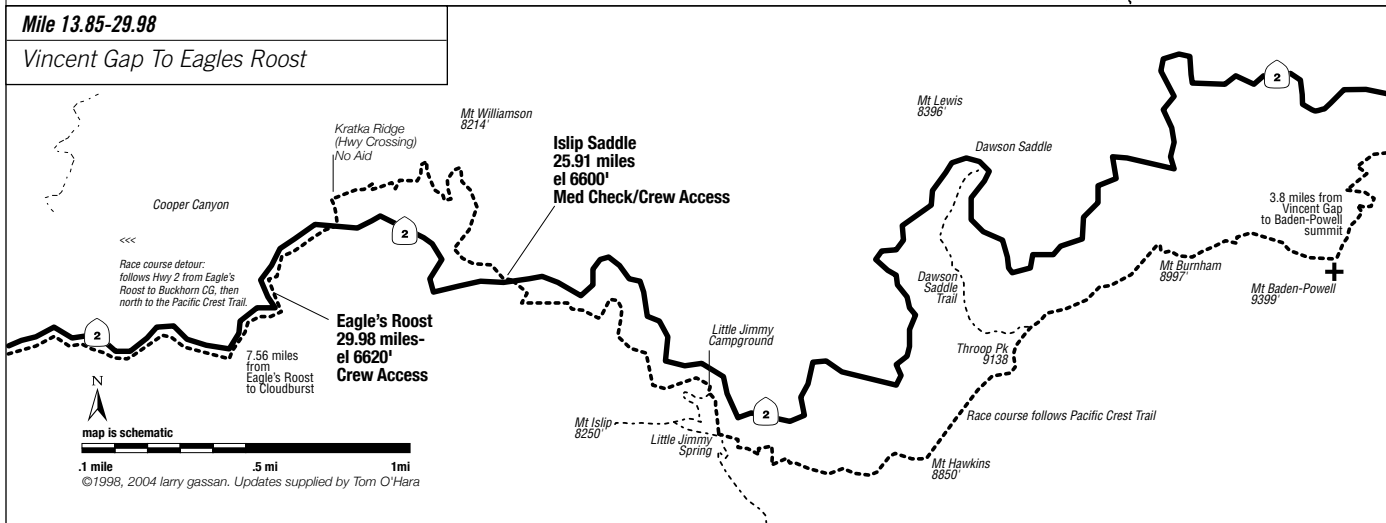 Mile 13.85-29.98
Vincent Gap To Eagles Roost
2
Mt Lewis
8396'
Mt Williamson
8214'
Kratka Ridge
(Hwy Crossing)
No Aid
Islip Saddle
25.91 miles
el 6600'
Med Check/Crew Access
Dawson Saddle
3.8 miles from
Vincent Gap
to Baden-Powell
summit
Cooper Canyon
<<<
2
Race course detour:
follows Hwy 2 from Eagle's
Roost to Buckhorn CG, then
north to the Pacific Crest Trail.
Mt Burnham
8997'
Mt Baden-Powell
9399'
Dawson
Saddle
Trail
Eagle's Roost
29.98 miles-
el 6620'
Crew Access
2
Little Jimmy
Campground
Throop Pk
9138
7.56 miles
from
Eagle's Roost
to Cloudburst
N
2
Race course follows Pacific Crest Trail
Mt Islip
8250'
Little Jimmy
Spring
Mt Hawkins
8850'
map is schematic
.1 mile .5 mi 1mi
©1998, 2004 larry gassan. Updates supplied by Tom O'Hara